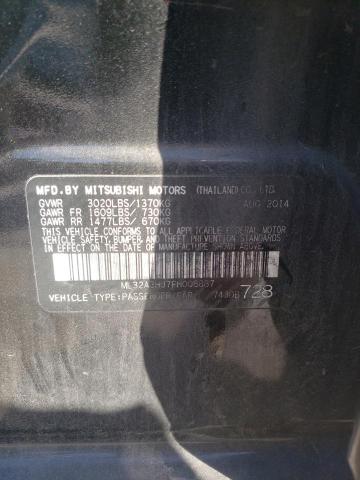 MFD.BY MITSUBISHI MOTORS (THAILAND) CO., LTD.
GVWR 3020LBS/1370KG AUG 2014
GAWR FR 1609LBS/ 730KG
GAWR RR 1477LBS/ 670KG
THIS VEHICLE CONFORMS TO ALL APPLICABLE FEDERAL MOTOR
VEHICLE SAFETY, BUMPER, AND THEFT PREVENTION STANDARDS
IN EFFECT ON THE DATE OF MANUFACTURE SHOWN ABOVE.
VEHICLE TYPE:PASSENGER CAR 728